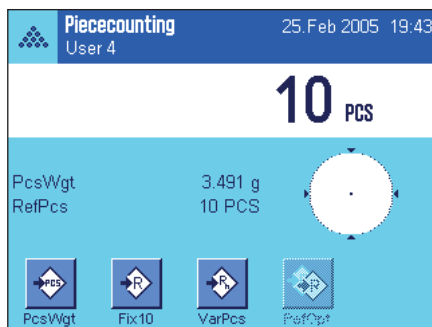 Piececounting 25.Feb 2005 19:43
User 4
10 PCS
PcsWgt 3.491 g
RefPcs 10 PCS
PCS R Rn R
PcsWgt Fix10 VarPcs RefOpt